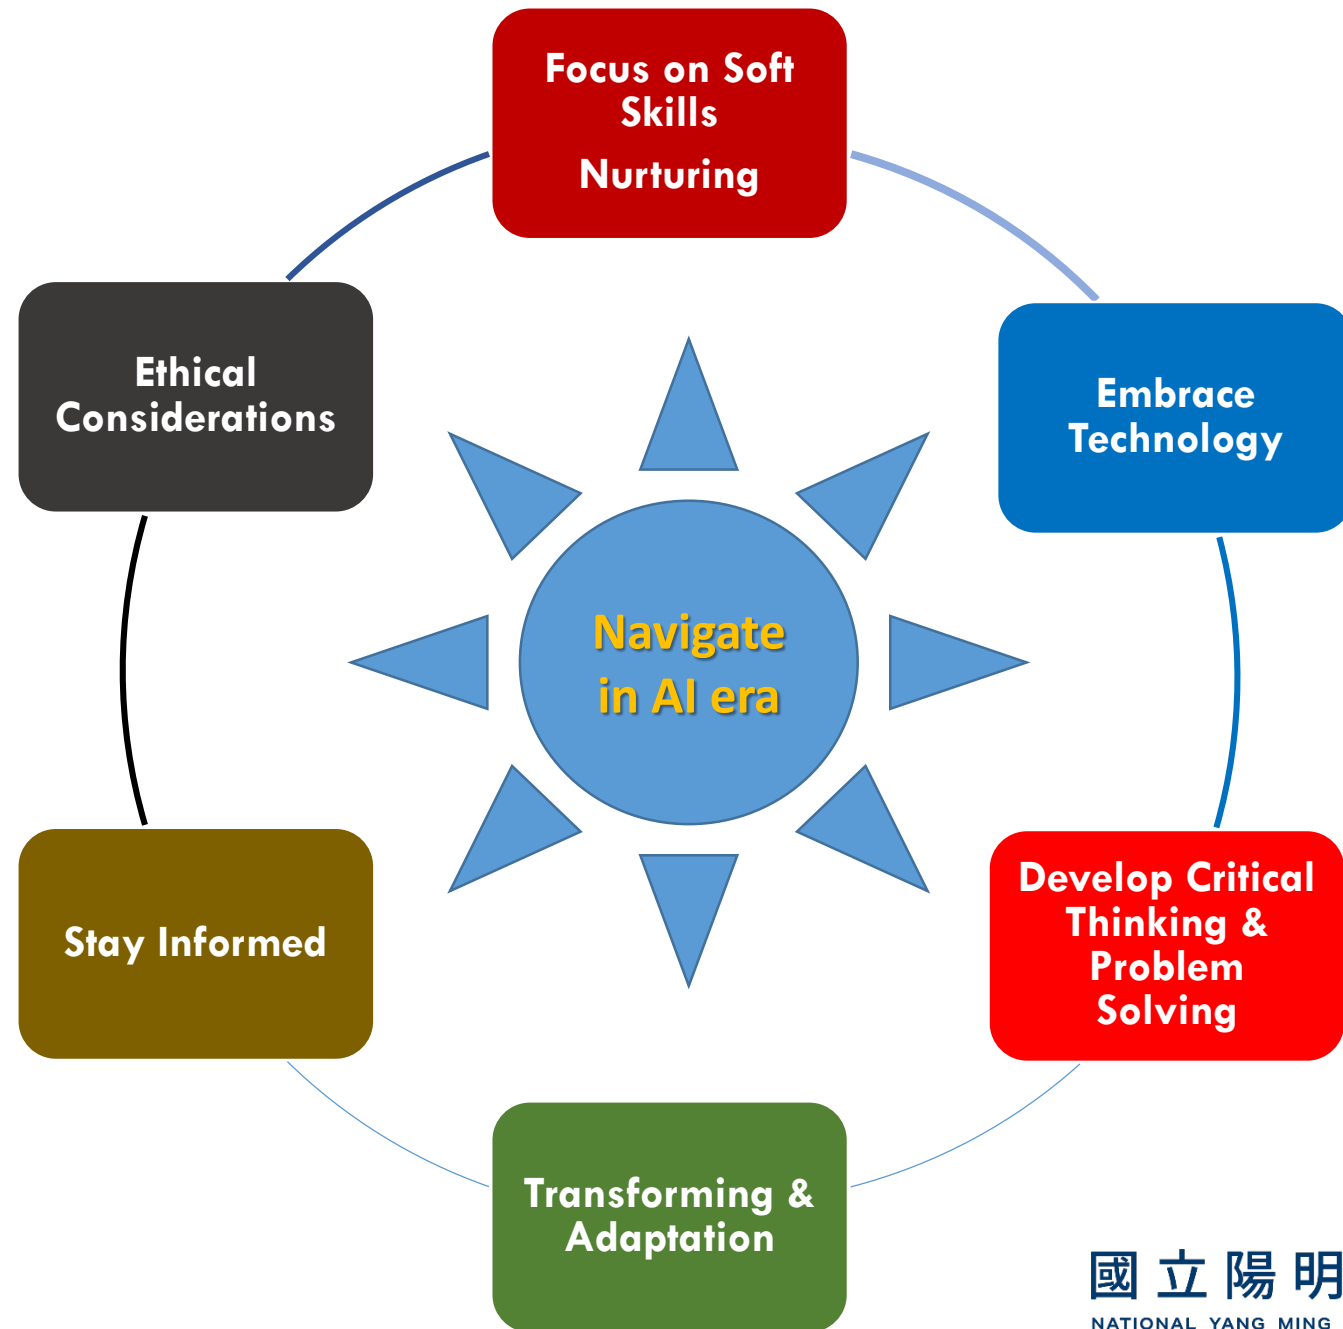 Focus on Soft
Skills
Nurturing
Embrace
Technology
Develop Critical
Thinking &
Problem
Solving
Transforming &
Adaptation
Stay Informed
Ethical
Considerations
Navigate
in AI era
國立陽明
NATIONAL YANG MING